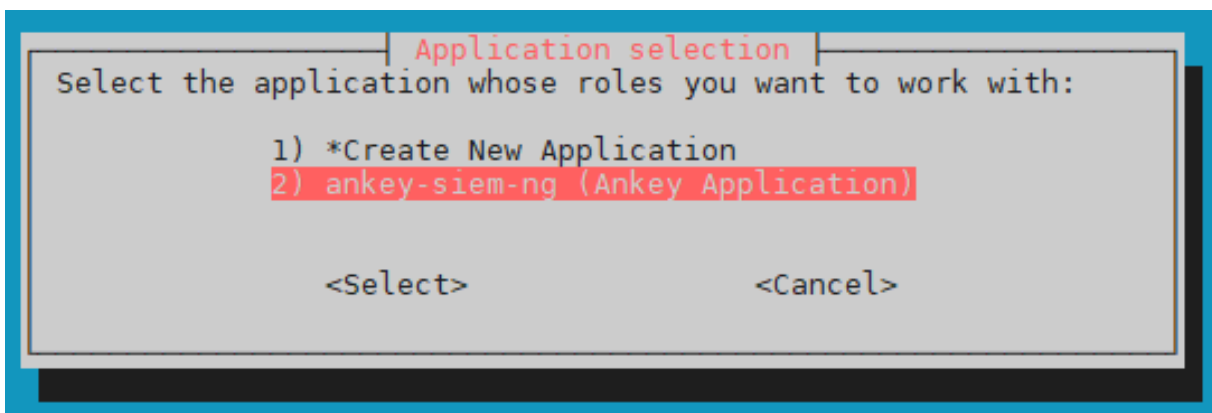 Application selection
Select the application whose roles you want to work with:
1) *Create New Application
2) ankey-siem-ng (Ankey Application)
<Select> <Cancel>